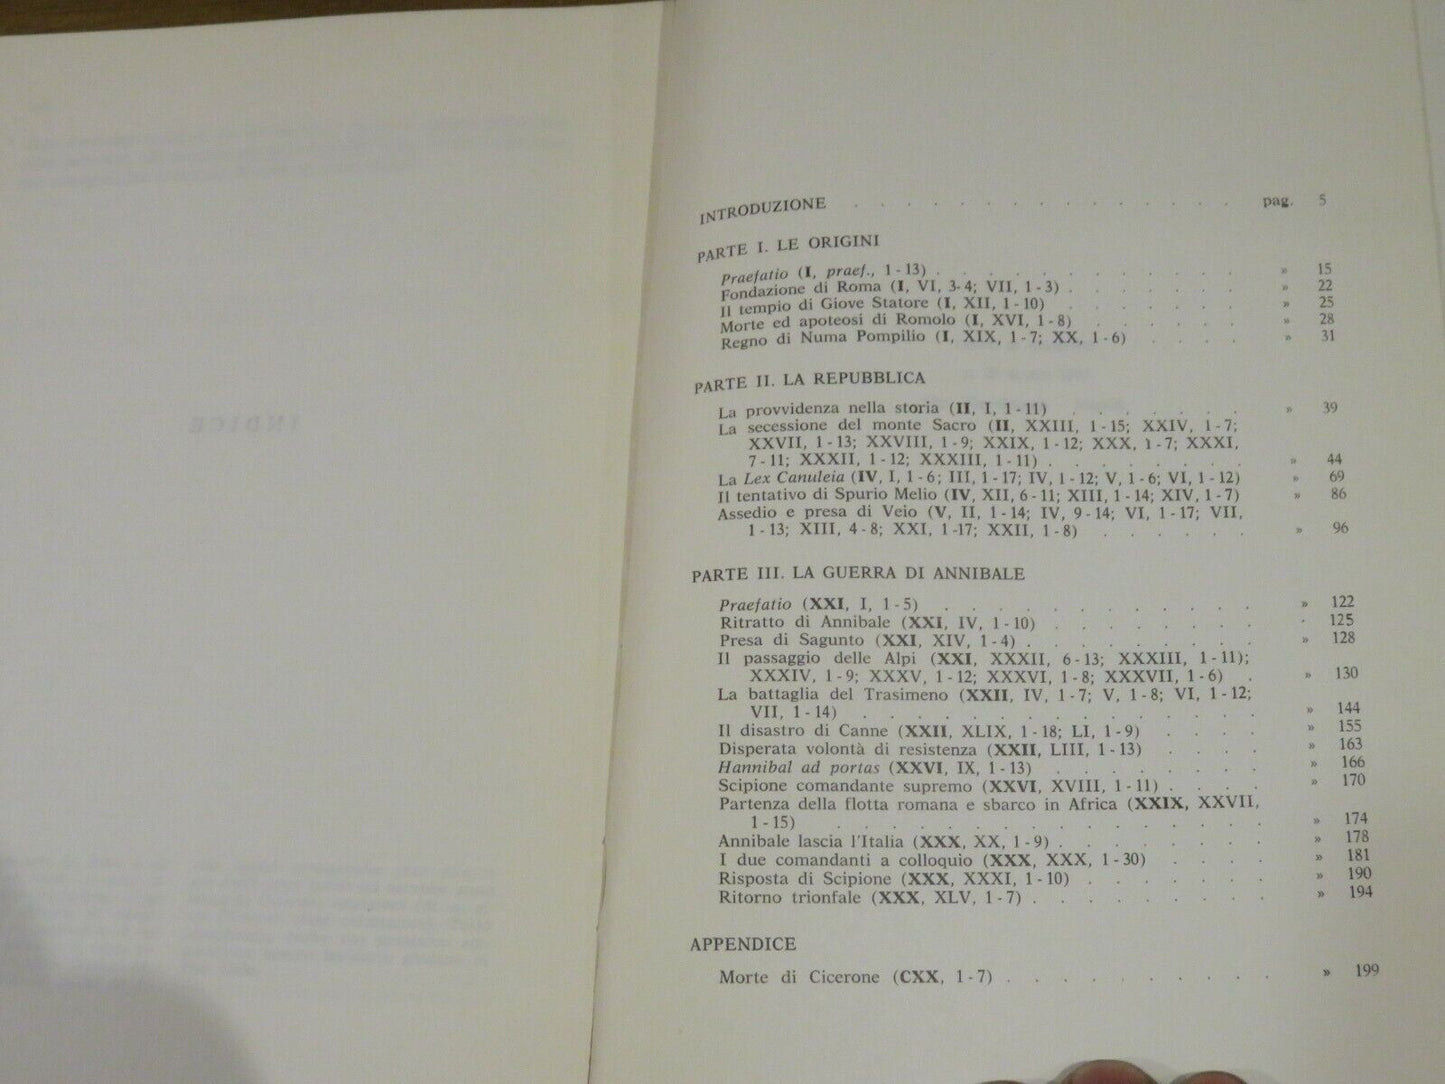 INDICE
INTRODUZIONE . . . . . . . . . . . . . . . pag. 5
PARTE I. LE ORIGINI
Praefatio (I, praef., 1 - 13) . . . . . . . . . . . . » 15
Fondazione di Roma (I, VI, 3- 4; VII, 1 - 3) . . . . . . . » 22
Il tempio di Giove Statore (I, XII, 1 - 10) . . . . . . . » 25
Morte ed apoteosi di Romolo (I, XVI, 1 - 8) . . . . . . » 28
Regno di Numa Pompilio (I, XIX, 1 - 7; XX, 1 - 6) . . . . » 31
PARTE II. LA REPUBBLICA
La provvidenza nella storia (II, I, 1 - 11) . . . . . . . » 39
La secessione del monte Sacro (II, XXIII, 1 - 15; XXIV, 1 - 7;
XXVII, 1 - 13; XXVIII, 1 - 9; XXIX, 1 - 12; XXX, 1 - 7; XXXI,
7 - 11; XXXII, 1 - 12; XXXIII, 1 - 11) . . . . . . . . » 44
La Lex Canuleia (IV, I, 1 - 6; III, 1 - 17; IV, 1 - 12; V, 1 - 6; VI, 1 - 12) » 69
Il tentativo di Spurio Melio (IV, XII, 6 - 11; XIII, 1 - 14; XIV, 1 - 7) » 86
Assedio e presa di Veio (V, II, 1 - 14; IV, 9 - 14; VI, 1 - 17; VII,
1 - 13; XIII, 4 - 8; XXI, 1 -17; XXII, 1 - 8) . . . . . . » 96
PARTE III. LA GUERRA DI ANNIBALE
Praefatio (XXI, I, 1 - 5) . . . . . . . . . . . . » 122
Ritratto di Annibale (XXI, IV, 1 - 10) . . . . . . . . · 125
Presa di Sagunto (XXI, XIV, 1 - 4) . . . . . . . . . » 128
Il passaggio delle Alpi (XXI, XXXII, 6 - 13; XXXIII, 1 - 11);
XXXIV, 1 - 9; XXXV, 1 - 12; XXXVI, 1 - 8; XXXVII, 1 - 6) . » 130
La battaglia del Trasimeno (XXII, IV, 1 - 7; V, 1 - 8; VI, 1 - 12;
VII, 1 - 14) . . . . . . . . . . . . . . . » 144
Il disastro di Canne (XXII, XLIX, 1 - 18; LI, 1 - 9) . . . . » 155
Disperata volontà di resistenza (XXII, LIII, 1 - 13) . . . . » 163
Hannibal ad portas (XXVI, IX, 1 - 13) . . . . . . . . » 166
Scipione comandante supremo (XXVI, XVIII, 1 - 11) . . . . » 170
Partenza della flotta romana e sbarco in Africa (XXIX, XXVII,
1 - 15) . . . . . . . . . . . . . . . . » 174
Annibale lascia l'Italia (XXX, XX, 1 - 9) . . . . . . . . » 178
I due comandanti a colloquio (XXX, XXX, 1 - 30) . . . . » 181
Risposta di Scipione (XXX, XXXI, 1 - 10) . . . . . . . » 190
Ritorno trionfale (XXX, XLV, 1 - 7) . . . . . . . . . » 194
APPENDICE
Morte di Cicerone (CXX, 1 - 7) . . . . . . . . . . » 199